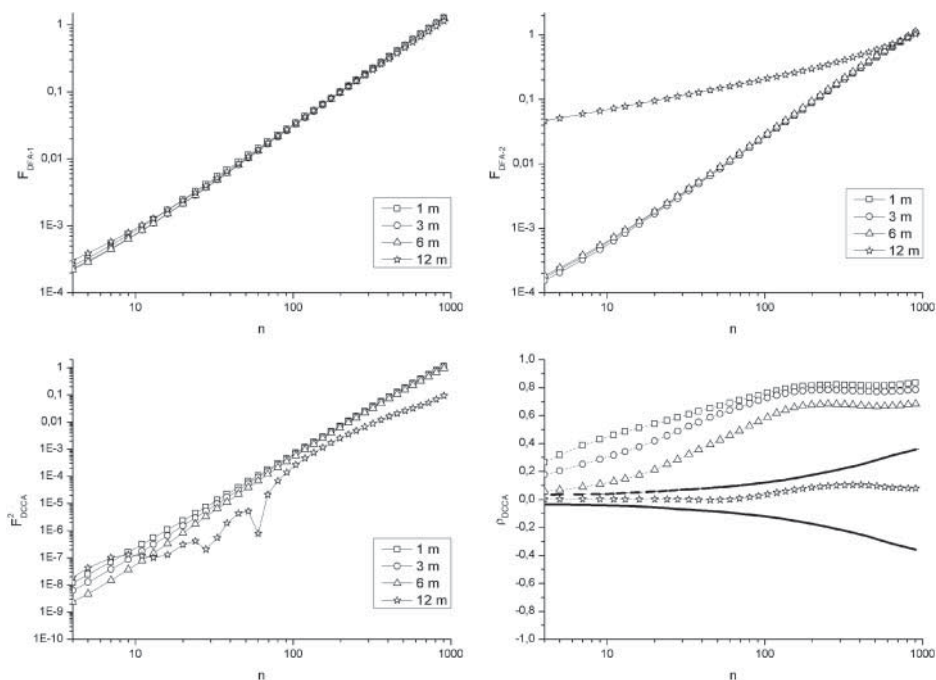 1
0,1
0,01
1E-3
1E-4
F_DFA-1
10 100 1000
n
1 m
3 m
6 m
12 m
1
0,1
0,01
1E-3
1E-4
F_DFA-2
10 100 1000
n
1 m
3 m
6 m
12 m
1
0,1
0,01
1E-3
1E-4
1E-5
1E-6
1E-7
1E-8
1E-9
1E-10
F²_DCCA
10 100 1000
n
1 m
3 m
6 m
12 m
1,0
0,8
0,6
0,4
0,2
0,0
-0,2
-0,4
-0,6
-0,8
-1,0
ρ_DCCA
10 100 1000
n
1 m
3 m
6 m
12 m